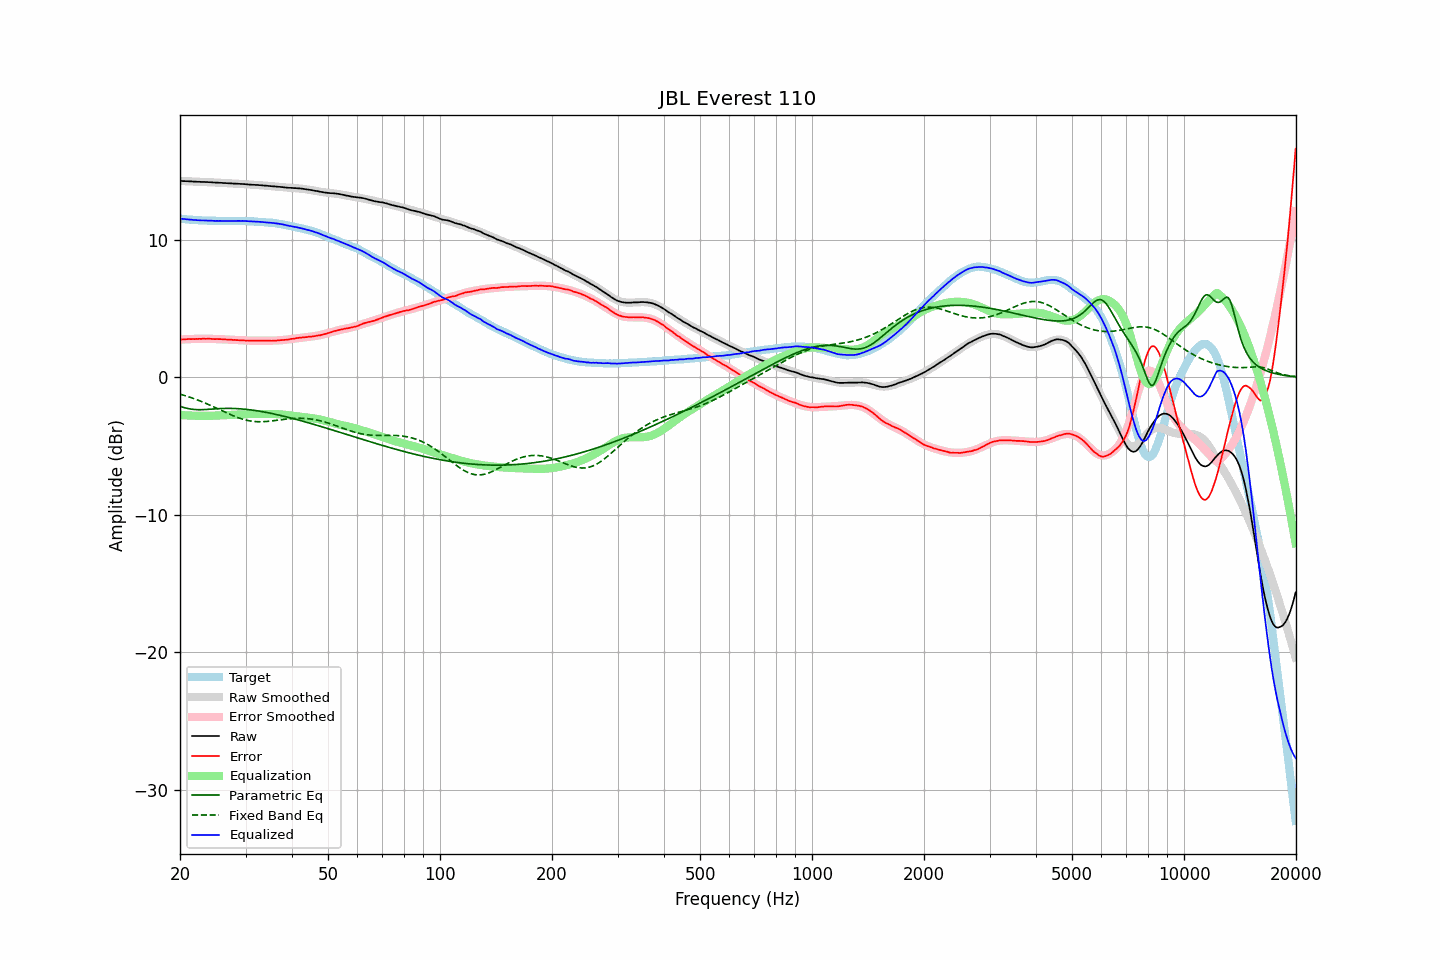 JBL Everest 110
Amplitude (dBr)
10
0
−10
−20
−30
Target
Raw Smoothed
Error Smoothed
Raw
Error
Equalization
Parametric Eq
Fixed Band Eq
Equalized
20 50 100 200 500 1000 2000 5000 10000 20000
Frequency (Hz)